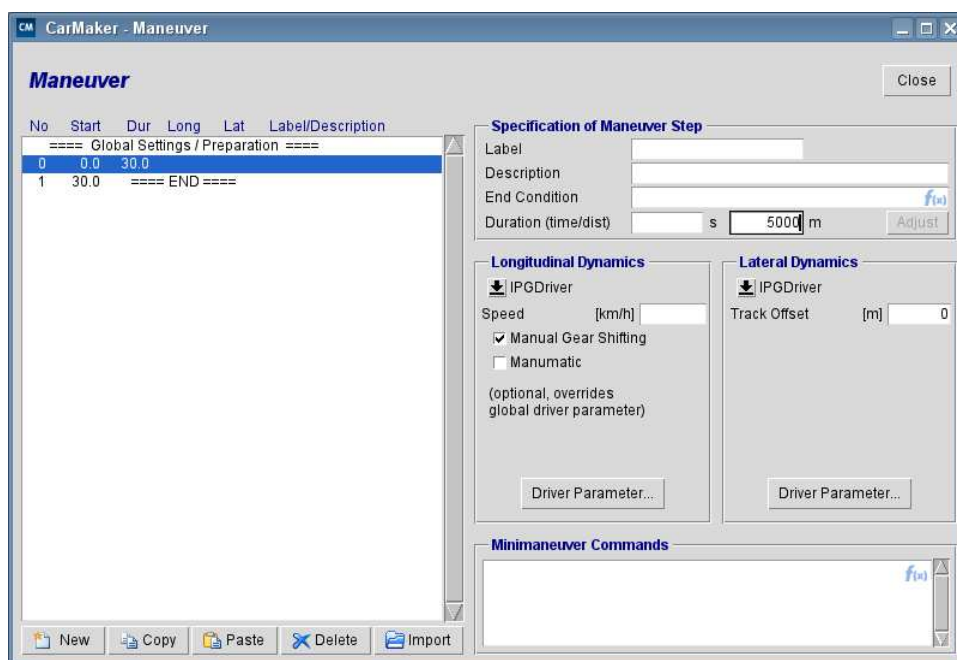 CM CarMaker - Maneuver
Maneuver
Close
No Start Dur Long Lat Label/Description
==== Global Settings / Preparation ====
0 0.0 30.0
1 30.0 ==== END ====
New Copy Paste Delete Import
Specification of Maneuver Step
Label
Description
End Condition f(x)
Duration (time/dist) s 5000 m Adjust
Longitudinal Dynamics
IPGDriver
Speed [km/h]
Manual Gear Shifting
Manumatic
(optional, overrides
global driver parameter)
Driver Parameter...
Lateral Dynamics
IPGDriver
Track Offset [m] 0
Driver Parameter...
Minimaneuver Commands
f(x)